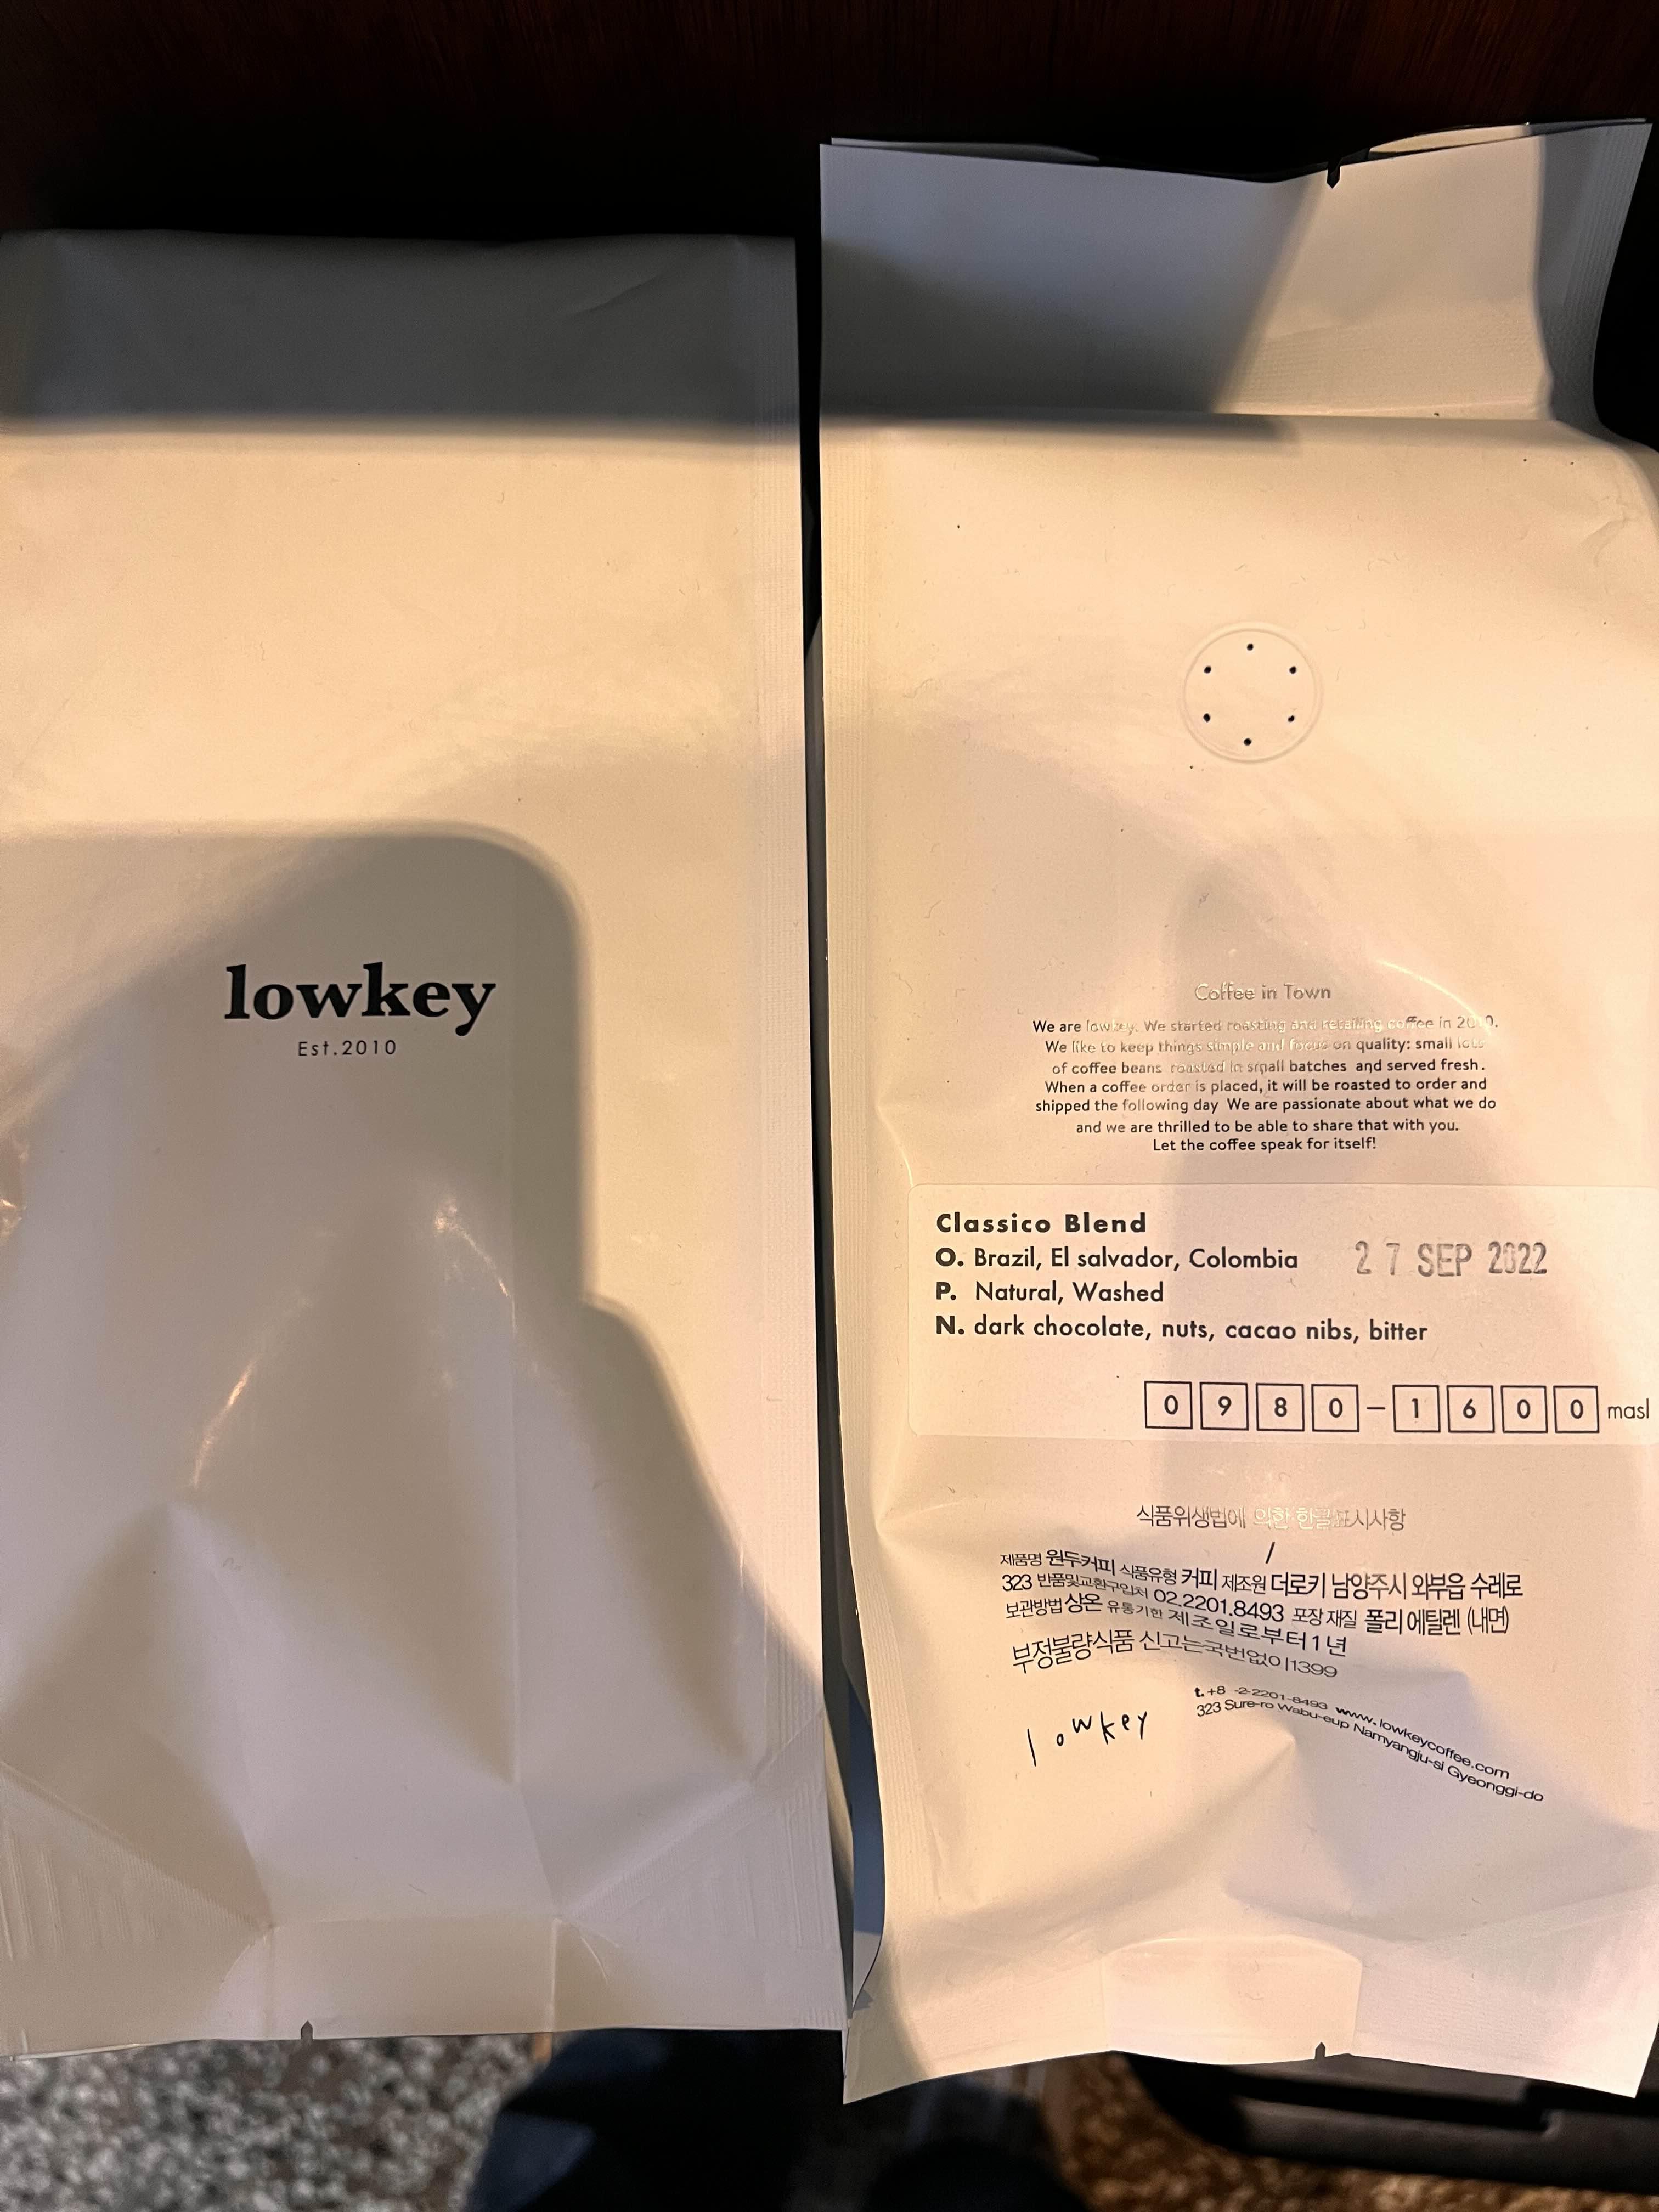 lowkey
Est.2010
Coffee in Town
We are lowkey. We started roasting and retailing coffee in 2010.
We like to keep things simple and focus on quality: small lots
of coffee beans roasted in small batches and served fresh.
When a coffee order is placed, it will be roasted to order and
shipped the following day We are passionate about what we do
and we are thrilled to be able to share that with you.
Let the coffee speak for itself!
Classico Blend
O. Brazil, El salvador, Colombia 27 SEP 2022
P. Natural, Washed
N. dark chocolate, nuts, cacao nibs, bitter
0980-1600 masl
식품위생법에 의한 한글표시사항
/
제품명 원두커피 식품유형 커피 제조원 더로키 남양주시 와부읍 수레로
323 반품및교환구입처 02.2201.8493 포장 재질 폴리 에틸렌 (내면)
보관방법 상온 유통기한 제조일로부터 1년
부정불량식품 신고는국번없이1399
lowkey
t. +8 -2-2201-8493 www.lowkeycoffee.com
323 Sure-ro Wabu-eup Namyangju-si Gyeonggi-do